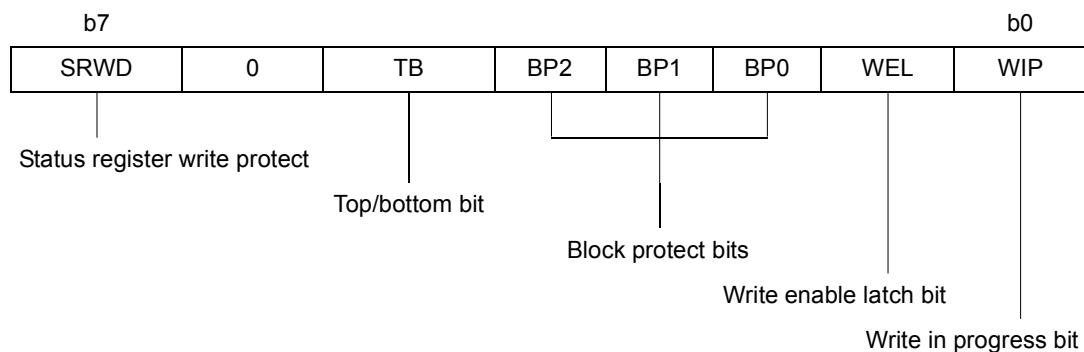 b7 b0
SRWD 0 TB BP2 BP1 BP0 WEL WIP
Status register write protect
Top/bottom bit
Block protect bits
Write enable latch bit
Write in progress bit